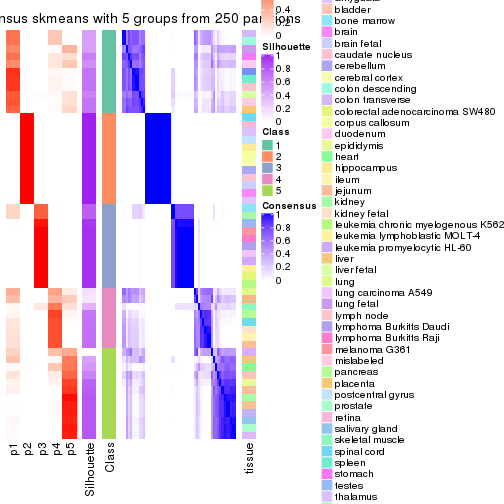 nsus skmeans with 5 groups from 250 partitions
0.4
0.2
0
Silhouette
1
0.8
0.6
0.4
0.2
0
Class
1
2
3
4
5
Consensus
1
0.8
0.6
0.4
0.2
0
bladder
bone marrow
brain
brain fetal
caudate nucleus
cerebellum
cerebral cortex
colon descending
colon transverse
colorectal adenocarcinoma SW480
corpus callosum
duodenum
epididymis
heart
hippocampus
ileum
jejunum
kidney
kidney fetal
leukemia chronic myelogenous K562
leukemia lymphoblastic MOLT-4
leukemia promyelocytic HL-60
liver
liver fetal
lung
lung carcinoma A549
lung fetal
lymph node
lymphoma Burkitts Daudi
lymphoma Burkitts Raji
melanoma G361
mislabeled
pancreas
placenta
postcentral gyrus
prostate
retina
salivary gland
skeletal muscle
spinal cord
spleen
stomach
testes
thalamus
p1
p2
p3
p4
p5
Silhouette
Class
tissue